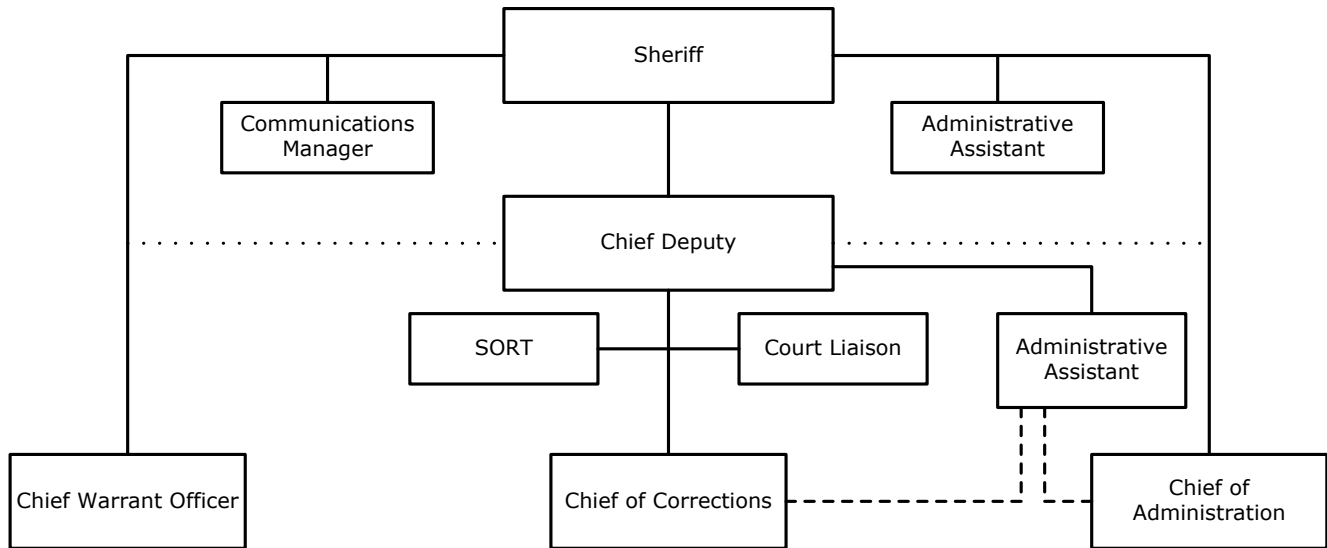 Sheriff
Communications
Manager
Administrative
Assistant
Chief Deputy
SORT
Court Liaison
Administrative
Assistant
Chief Warrant Officer
Chief of Corrections
Chief of
Administration